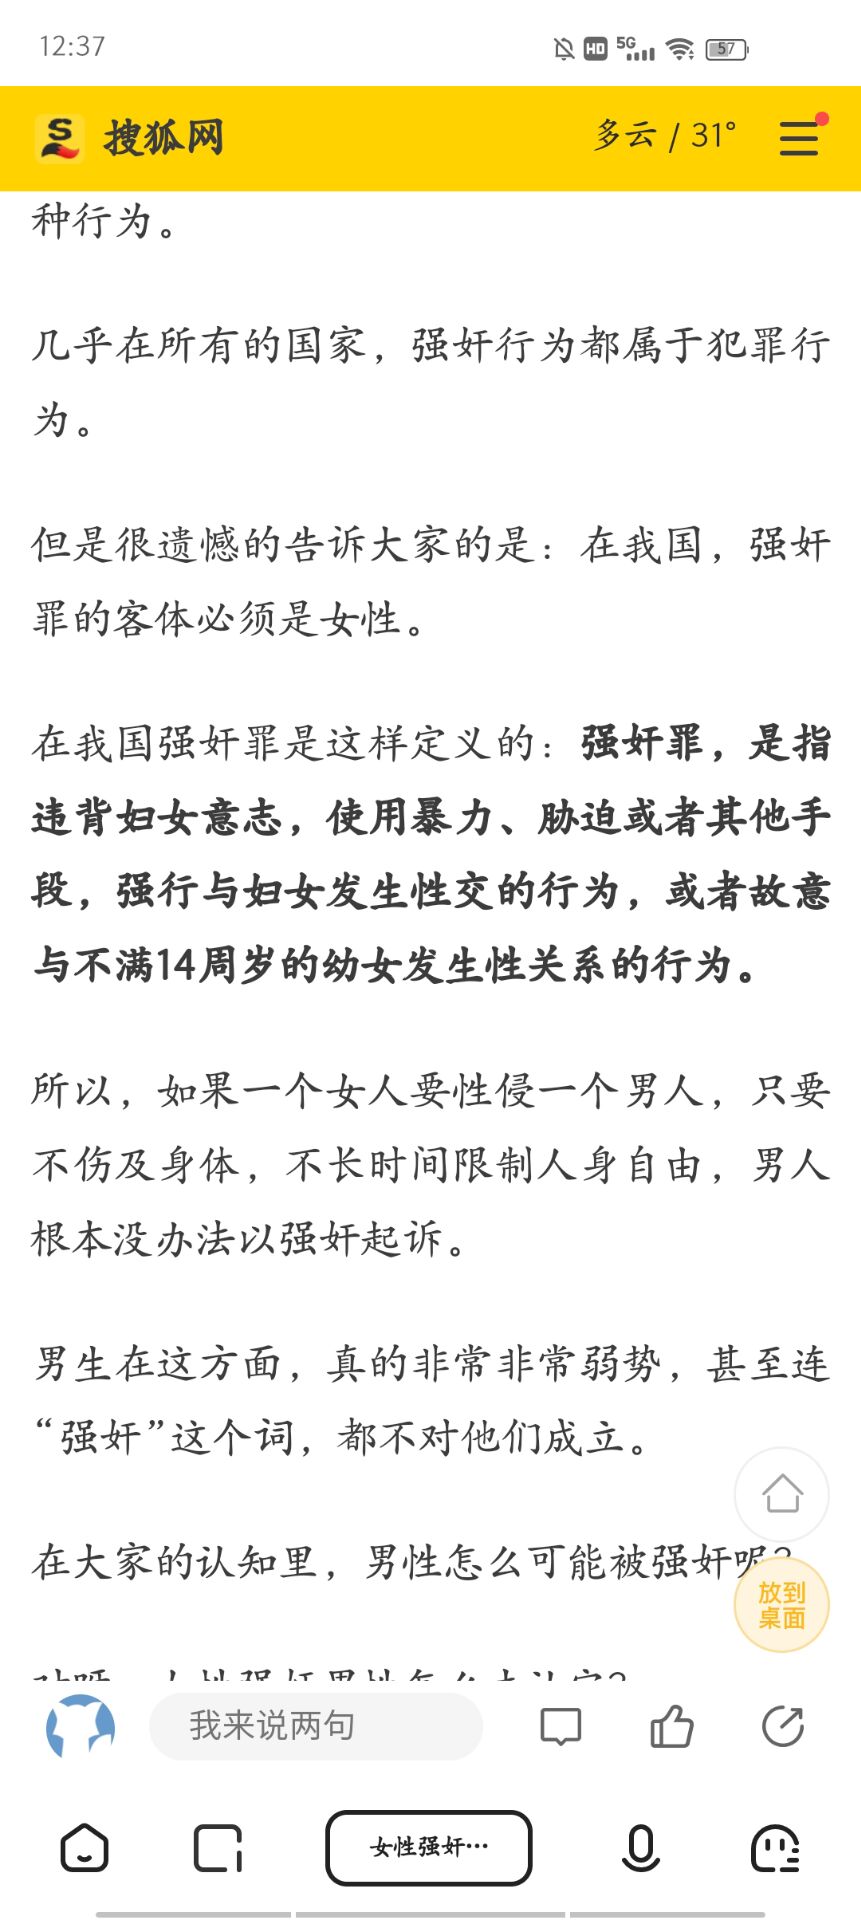 12:37
HD 5G 57
搜狐网 多云 / 31°
种行为。
几乎在所有的国家，强奸行为都属于犯罪行
为。
但是很遗憾的告诉大家的是：在我国，强奸
罪的客体必须是女性。
在我国强奸罪是这样定义的：强奸罪，是指
违背妇女意志，使用暴力、胁迫或者其他手
段，强行与妇女发生性交的行为，或者故意
与不满14周岁的幼女发生性关系的行为。
所以，如果一个女人要性侵一个男人，只要
不伤及身体，不长时间限制人身自由，男人
根本没办法以强奸起诉。
男生在这方面，真的非常非常弱势，甚至连
“强奸”这个词，都不对他们成立。
在大家的认知里，男性怎么可能被强奸呢？
放到
桌面
我来说两句
女性强奸…